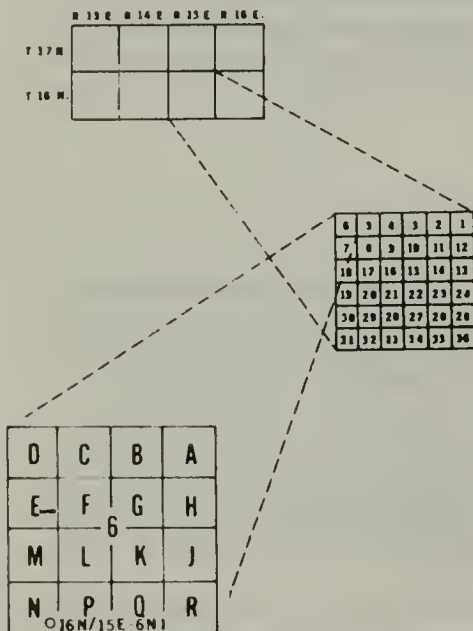 R 13 E R 14 E R 15 E R 16 E.
T 17 N
T 16 N.
6 5 4 3 2 1
7 8 9 10 11 12
18 17 16 15 14 13
19 20 21 22 23 24
30 29 28 27 26 25
31 32 33 34 35 36
D C B A
E F G H
6
M L K J
N P Q R
16N/15E-6N1